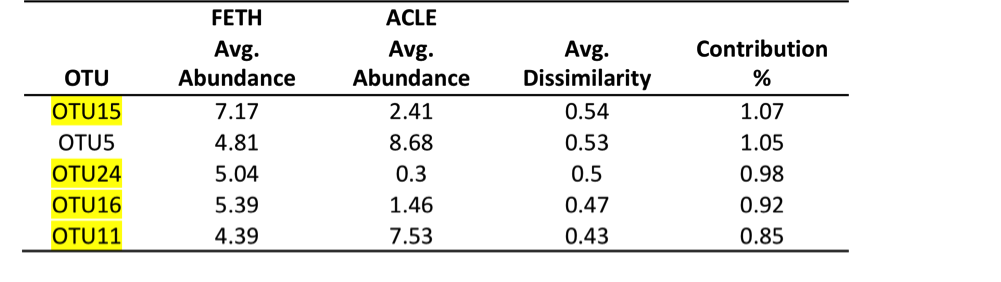 FETH ACLE
Avg. Avg. Avg. Contribution
OTU Abundance Abundance Dissimilarity %
OTU15 7.17 2.41 0.54 1.07
OTU5 4.81 8.68 0.53 1.05
OTU24 5.04 0.3 0.5 0.98
OTU16 5.39 1.46 0.47 0.92
OTU11 4.39 7.53 0.43 0.85